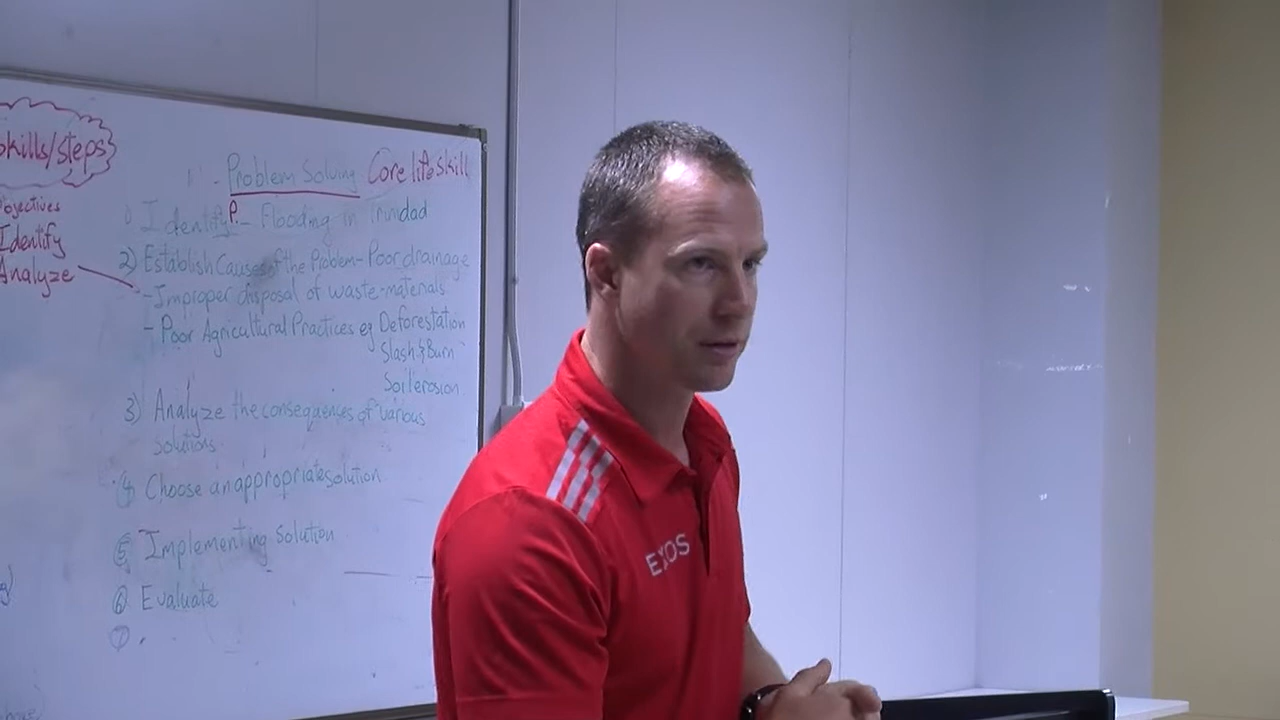 skills/steps
Identify
Analyze
Problem Solving Core life skill
1) Identify P. - Flooding in Trinidad
2) Establish Causes of the Problem - Poor drainage
- Improper disposal of waste-materials
- Poor Agricultural Practices eg Deforestation
Slash & Burn
Soil erosion
3) Analyze the consequences of various
solutions
4 Choose an appropriate solution
5 Implementing Solution
6 Evaluate
7 .
EXOS